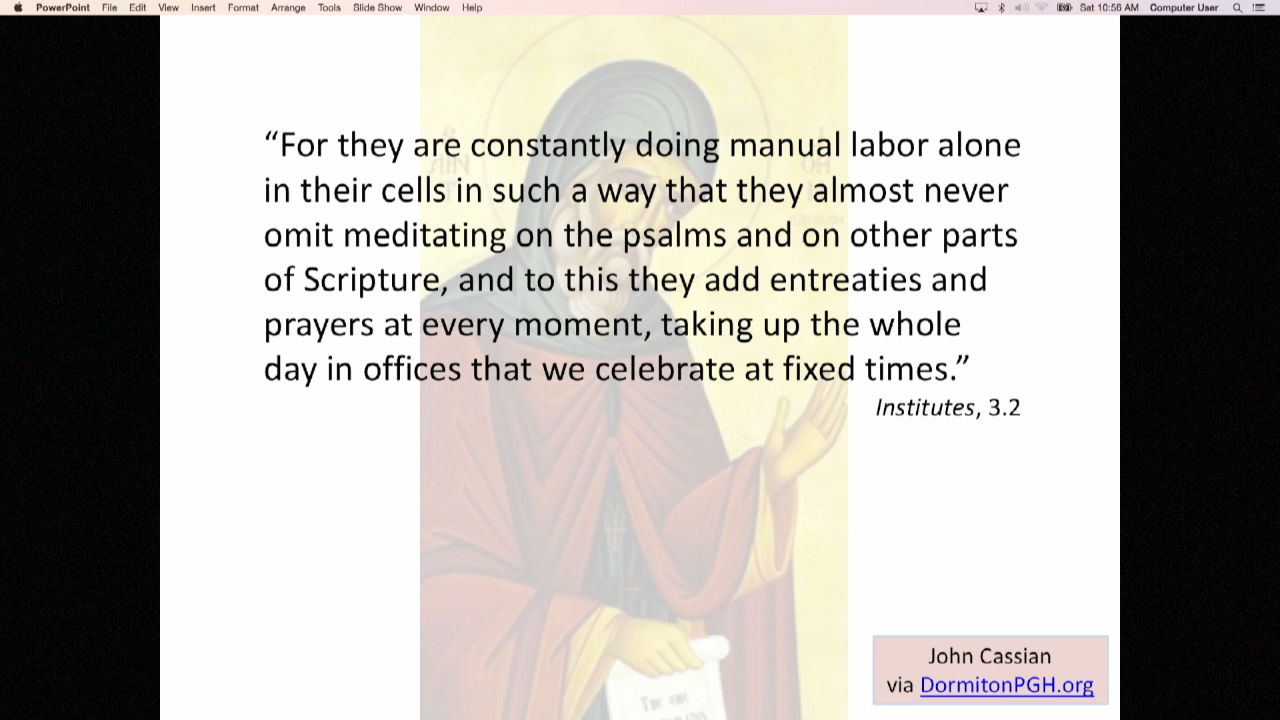 PowerPoint File Edit View Insert Format Arrange Tools Slide Show Window Help Sat 10:56 AM Computer User
“For they are constantly doing manual labor alone
in their cells in such a way that they almost never
omit meditating on the psalms and on other parts
of Scripture, and to this they add entreaties and
prayers at every moment, taking up the whole
day in offices that we celebrate at fixed times.”
Institutes, 3.2
John Cassian
via DormitonPGH.org
The one